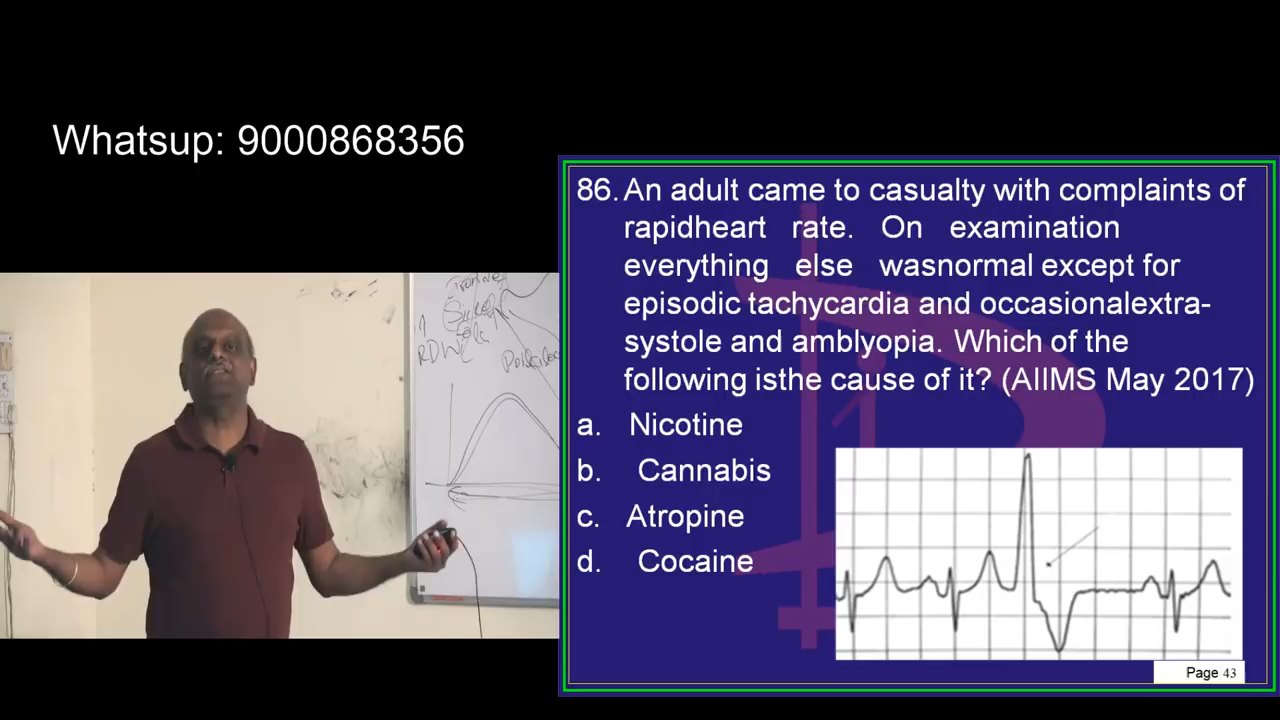 Whatsup: 9000868356
86. An adult came to casualty with complaints of
rapidheart rate. On examination
everything else wasnormal except for
episodic tachycardia and occasionalextra-
systole and amblyopia. Which of the
following isthe cause of it? (AIIMS May 2017)
a. Nicotine
b. Cannabis
c. Atropine
d. Cocaine
Page 43
RDW